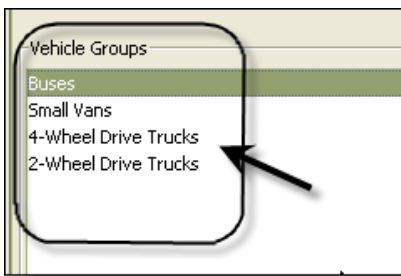 Vehicle Groups
Buses
Small Vans
4-Wheel Drive Trucks
2-Wheel Drive Trucks